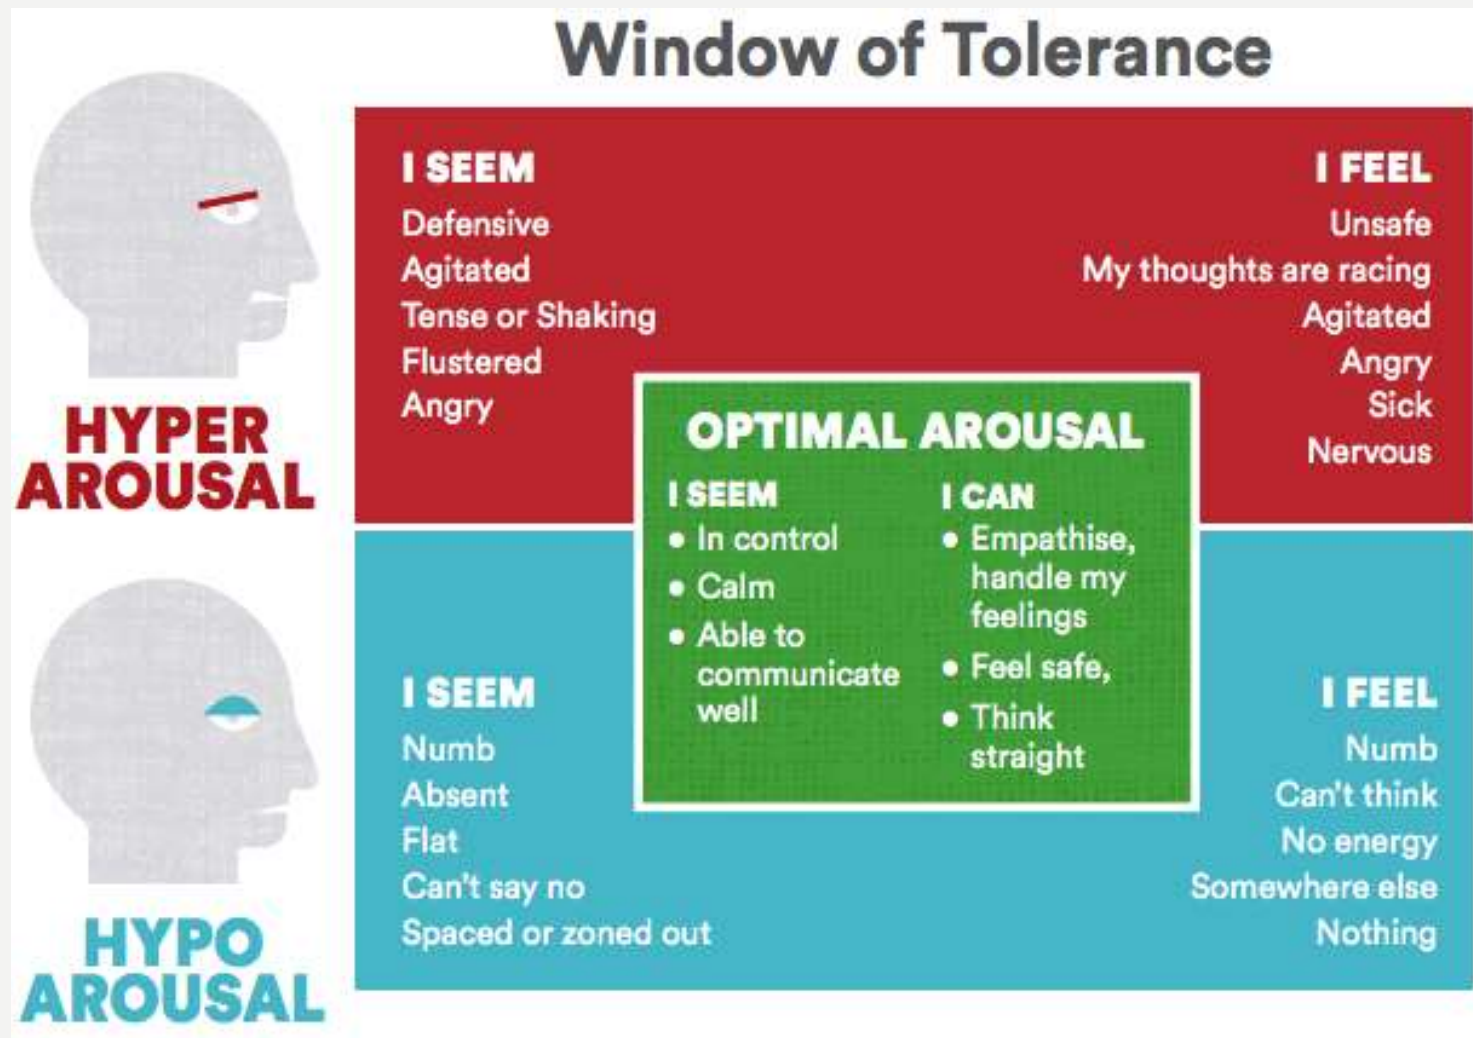 Window of Tolerance
HYPER
AROUSAL
I SEEM
Defensive
Agitated
Tense or Shaking
Flustered
Angry
I FEEL
Unsafe
My thoughts are racing
Agitated
Angry
Sick
Nervous
OPTIMAL AROUSAL
I SEEM
• In control
• Calm
• Able to
communicate
well
I CAN
• Empathise,
handle my
feelings
• Feel safe,
• Think
straight
HYPO
AROUSAL
I SEEM
Numb
Absent
Flat
Can't say no
Spaced or zoned out
I FEEL
Numb
Can't think
No energy
Somewhere else
Nothing